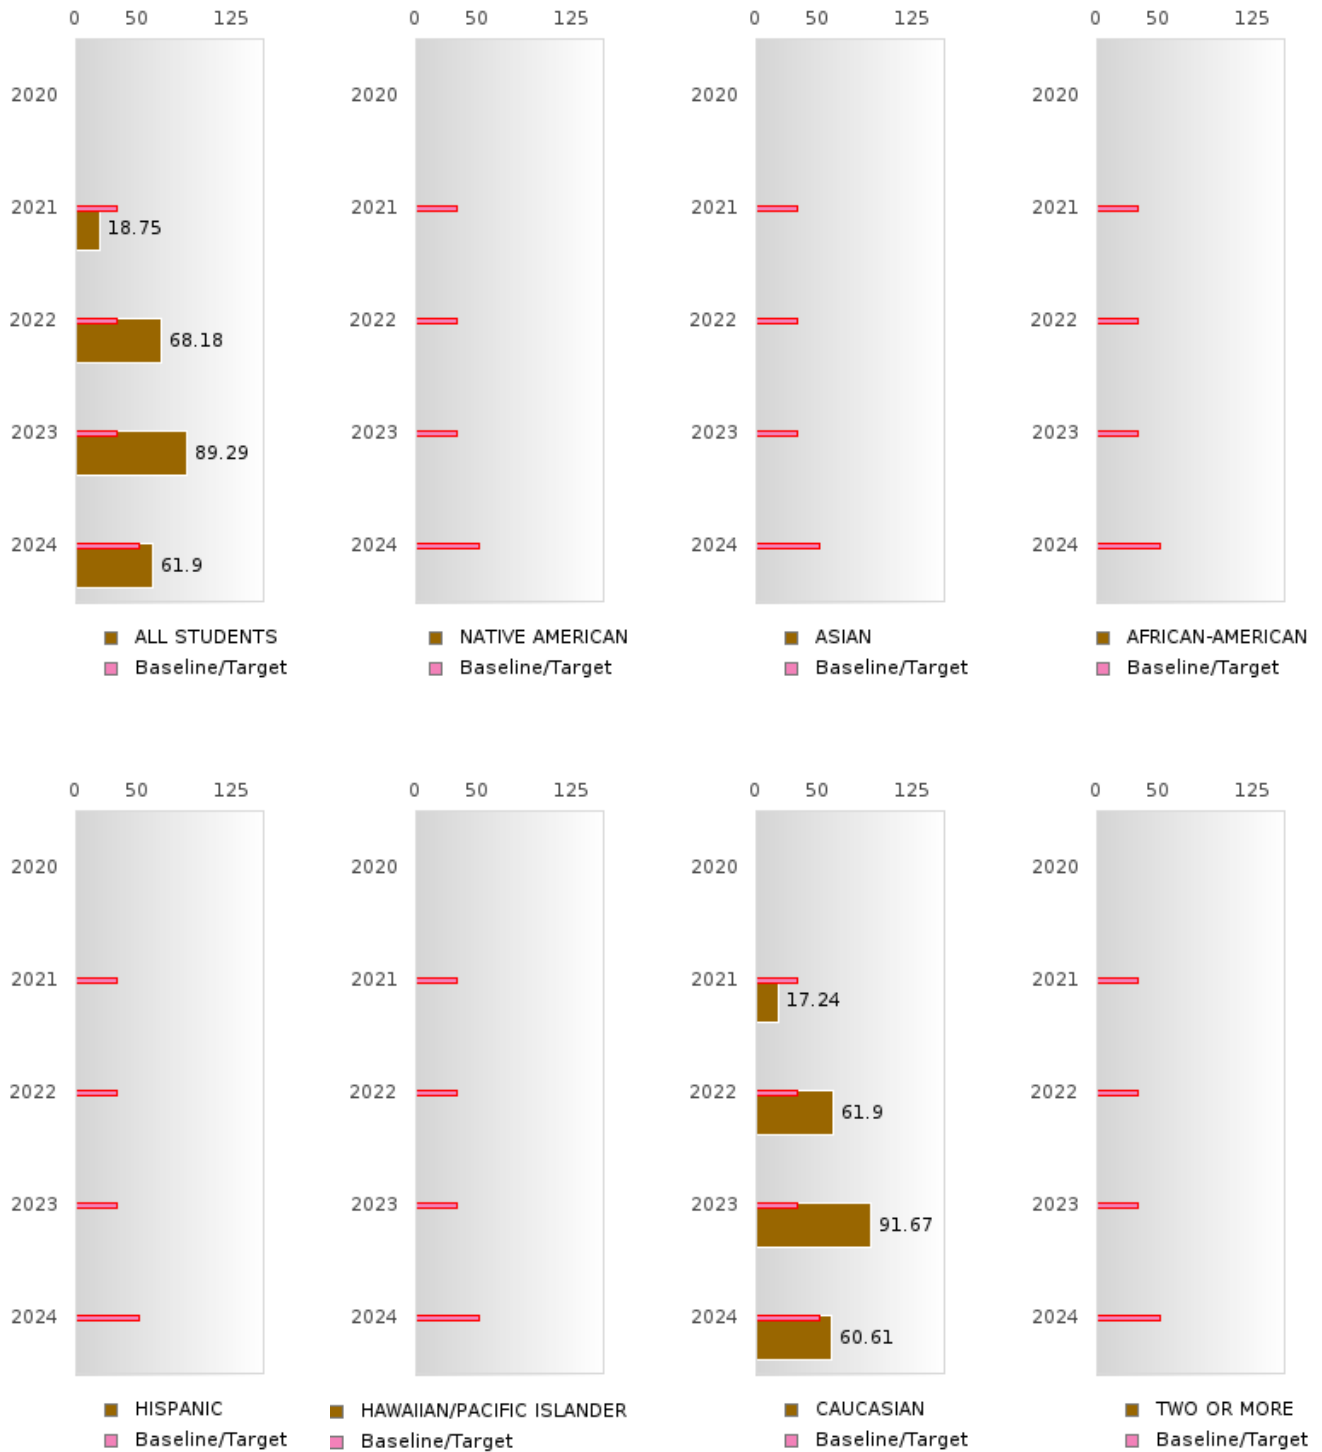 0 50 125 0 50 125 0 50 125 0 50 125
2020 2020 2020 2020
2021 2021 2021 2021
18.75
2022 2022 2022 2022
68.18
2023 2023 2023 2023
89.29
2024 2024 2024 2024
61.9
ALL STUDENTS NATIVE AMERICAN ASIAN AFRICAN-AMERICAN
Baseline/Target Baseline/Target Baseline/Target Baseline/Target
0 50 125 0 50 125 0 50 125 0 50 125
2020 2020 2020 2020
2021 2021 2021 2021
17.24
2022 2022 2022 2022
61.9
2023 2023 2023 2023
91.67
2024 2024 2024 2024
60.61
HISPANIC HAWAIIAN/PACIFIC ISLANDER CAUCASIAN TWO OR MORE
Baseline/Target Baseline/Target Baseline/Target Baseline/Target